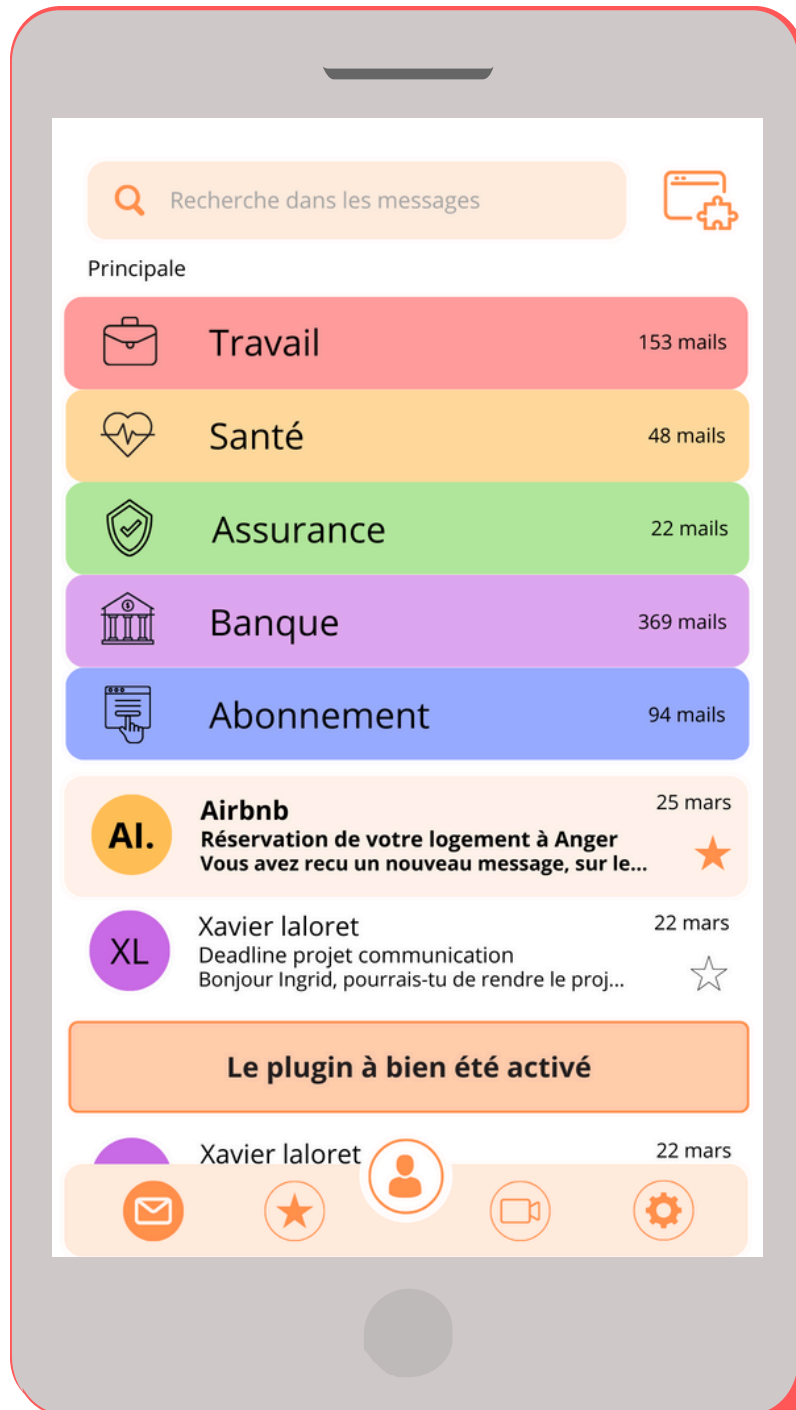 Recherche dans les messages
Principale
Travail
153 mails
Santé
48 mails
Assurance
22 mails
Banque
369 mails
Abonnement
94 mails
AI.
Airbnb
25 mars
Réservation de votre logement à Anger
Vous avez recu un nouveau message, sur le...
XL
Xavier laloret
22 mars
Deadline projet communication
Bonjour Ingrid, pourrais-tu de rendre le proj...
Le plugin à bien été activé
Xavier laloret
22 mars